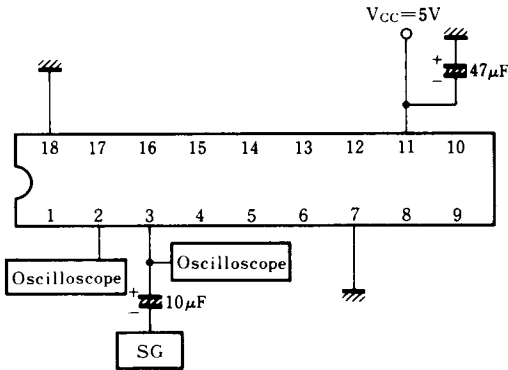 VCC=5V
+
47μF
−
18 17 16 15 14 13 12 11 10
1 2 3 4 5 6 7 8 9
Oscilloscope
Oscilloscope
+
10μF
−
SG